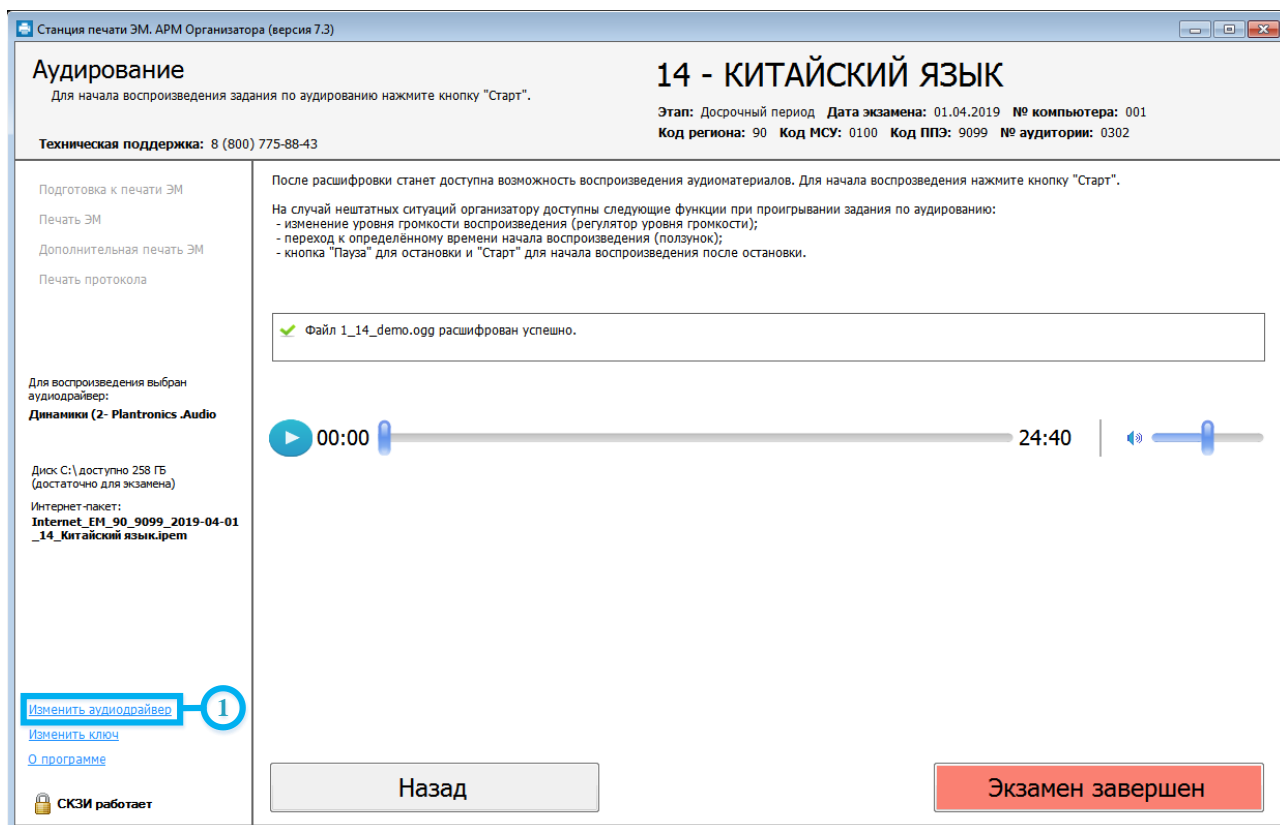 Станция печати ЭМ. АРМ Организатора (версия 7.3)
Аудирование
Для начала воспроизведения задания по аудированию нажмите кнопку "Старт".
Техническая поддержка: 8 (800) 775-88-43
14 - КИТАЙСКИЙ ЯЗЫК
Этап: Досрочный период Дата экзамена: 01.04.2019 № компьютера: 001
Код региона: 90 Код МСУ: 0100 Код ППЭ: 9099 № аудитории: 0302
Подготовка к печати ЭМ
Печать ЭМ
Дополнительная печать ЭМ
Печать протокола
Для воспроизведения выбран
аудиодрайвер:
Динамики (2- Plantronics .Audio
Диск C:\ доступно 258 ГБ
(достаточно для экзамена)
Интернет-пакет:
Internet_EM_90_9099_2019-04-01
_14_Китайский язык.ipem
Изменить аудиодрайвер
1
Изменить ключ
О программе
СКЗИ работает
После расшифровки станет доступна возможность воспроизведения аудиоматериалов. Для начала воспрозведения нажмите кнопку "Старт".
На случай нештатных ситуаций организатору доступны следующие функции при проигрывании задания по аудированию:
- изменение уровня громкости воспроизведения (регулятор уровня громкости);
- переход к определённому времени начала воспроизведения (ползунок);
- кнопка "Пауза" для остановки и "Старт" для начала воспроизведения после остановки.
Файл 1_14_demo.ogg расшифрован успешно.
00:00
24:40
Назад
Экзамен завершен